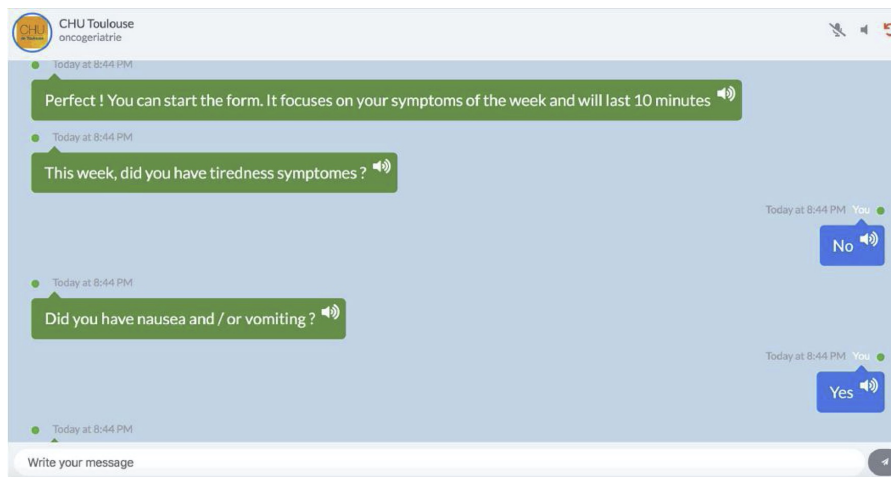 CHU
CHU Toulouse
oncogeriatrie
Today at 8:44 PM
Perfect ! You can start the form. It focuses on your symptoms of the week and will last 10 minutes
Today at 8:44 PM
This week, did you have tiredness symptomes ?
Today at 8:44 PM You
No
Today at 8:44 PM
Did you have nausea and / or vomiting ?
Today at 8:44 PM You
Yes
Today at 8:44 PM
Write your message